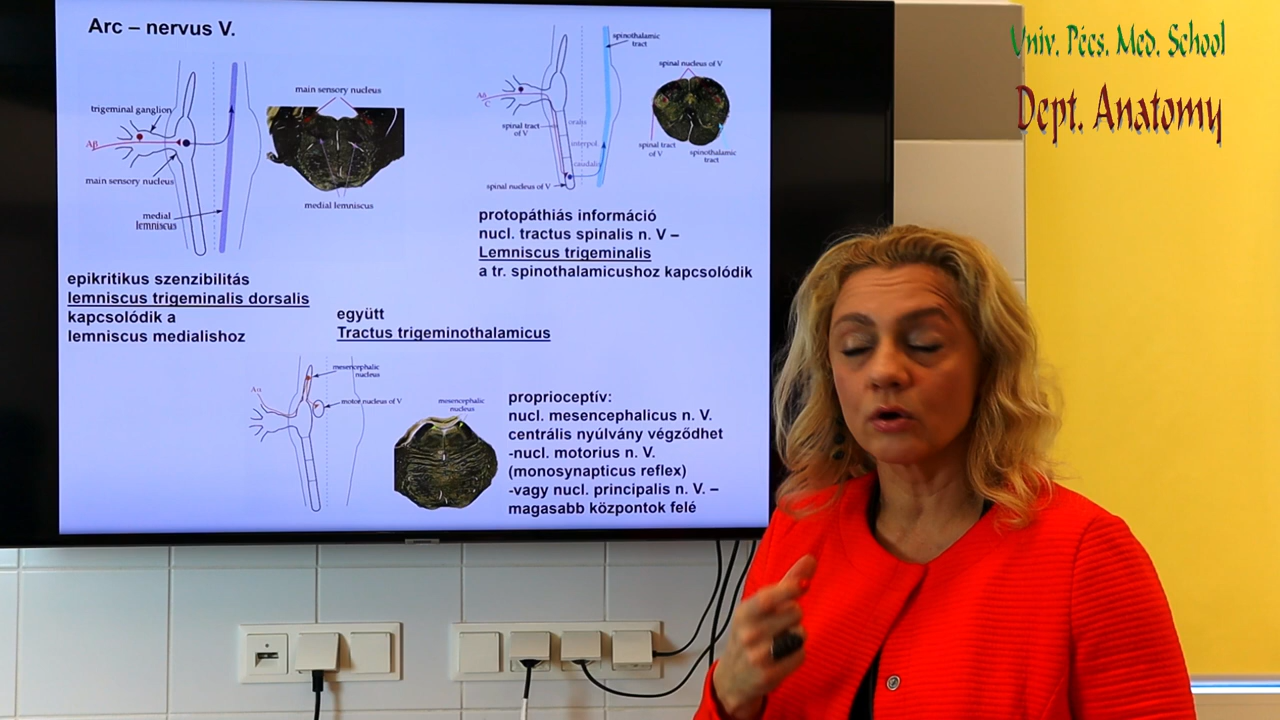 Arc – nervus V.
main sensory nucleus
trigeminal ganglion
Aβ
main sensory nucleus
medial
lemniscus
medial lemniscus
epikritikus szenzibilitás
lemniscus trigeminalis dorsalis
kapcsolódik a
lemniscus medialishoz
spinothalamic
tract
spinal nucleus of V
Aδ
C
spinal tract
of V
oralis
interpol
caudalis
spinal nucleus of V
spinal tract
of V
spinothalamic
tract
protopáthiás információ
nucl. tractus spinalis n. V –
Lemniscus trigeminalis
a tr. spinothalamicushoz kapcsolódik
együtt
Tractus trigeminothalamicus
mesencephalic
nucleus
Aα
motor nucleus of V
mesencephalic
nucleus
proprioceptív:
nucl. mesencephalicus n. V.
centrális nyúlvány végződhet
-nucl. motorius n. V.
(monosynapticus reflex)
-vagy nucl. principalis n. V. –
magasabb központok felé
Univ. Pécs. Med. School
Dept. Anatomy